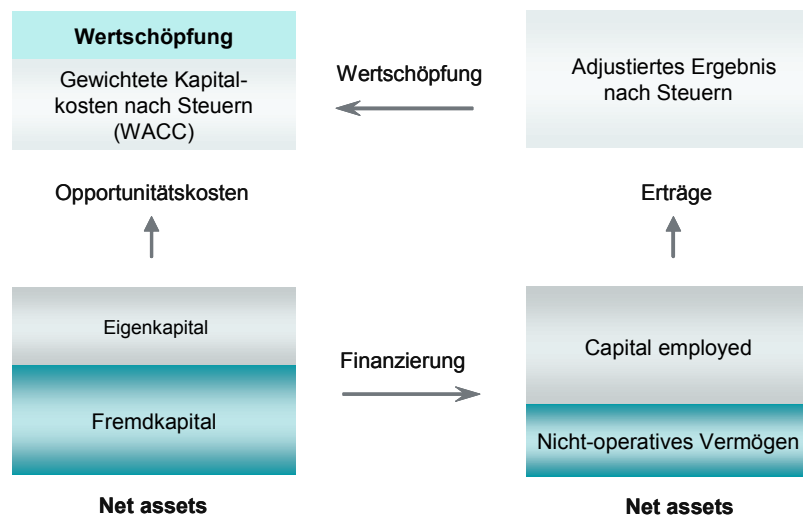 Wertschöpfung
Gewichtete Kapital-
kosten nach Steuern
(WACC)
Wertschöpfung
Adjustiertes Ergebnis
nach Steuern
Opportunitätskosten
Erträge
Eigenkapital
Fremdkapital
Finanzierung
Capital employed
Nicht-operatives Vermögen
Net assets
Net assets